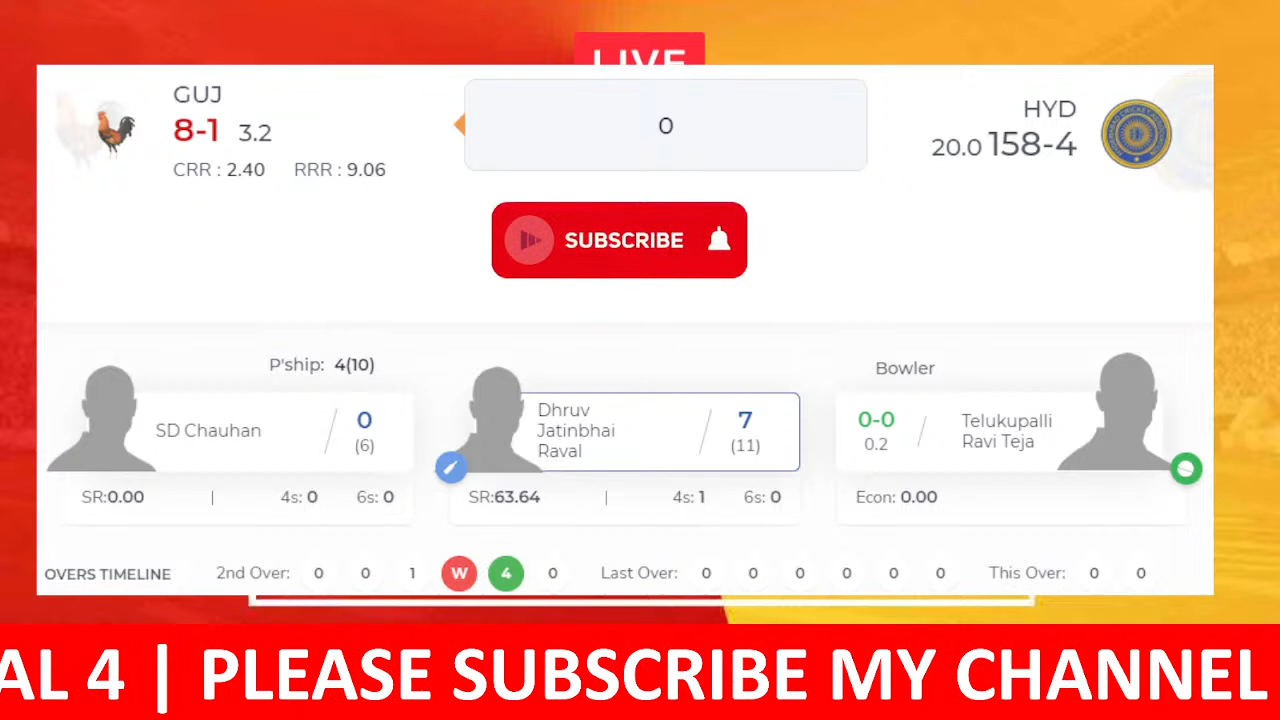 LIVE
GUJ
8-1 3.2
CRR : 2.40 RRR : 9.06
0
HYD
20.0 158-4
SUBSCRIBE
P'ship: 4(10)
SD Chauhan
0
(6)
SR:0.00 | 4s: 0 6s: 0
Dhruv
Jatinbhai
Raval
7
(11)
SR:63.64 | 4s: 1 6s: 0
Bowler
0-0
0.2
Telukupalli
Ravi Teja
Econ: 0.00
OVERS TIMELINE 2nd Over: 0 0 1 W 4 0 Last Over: 0 0 0 0 0 0 This Over: 0 0
AL 4 | PLEASE SUBSCRIBE MY CHANNEL